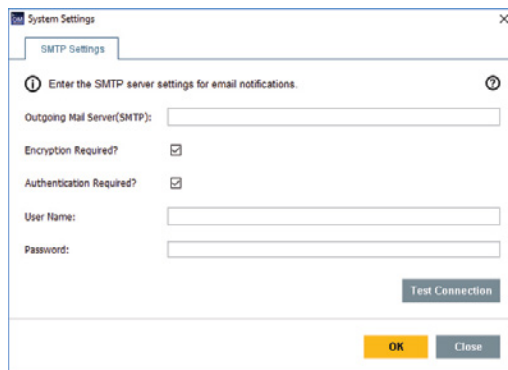 DM System Settings
SMTP Settings
Enter the SMTP server settings for email notifications.
Outgoing Mail Server(SMTP):
Encryption Required?
Authentication Required?
User Name:
Password:
Test Connection
OK Close